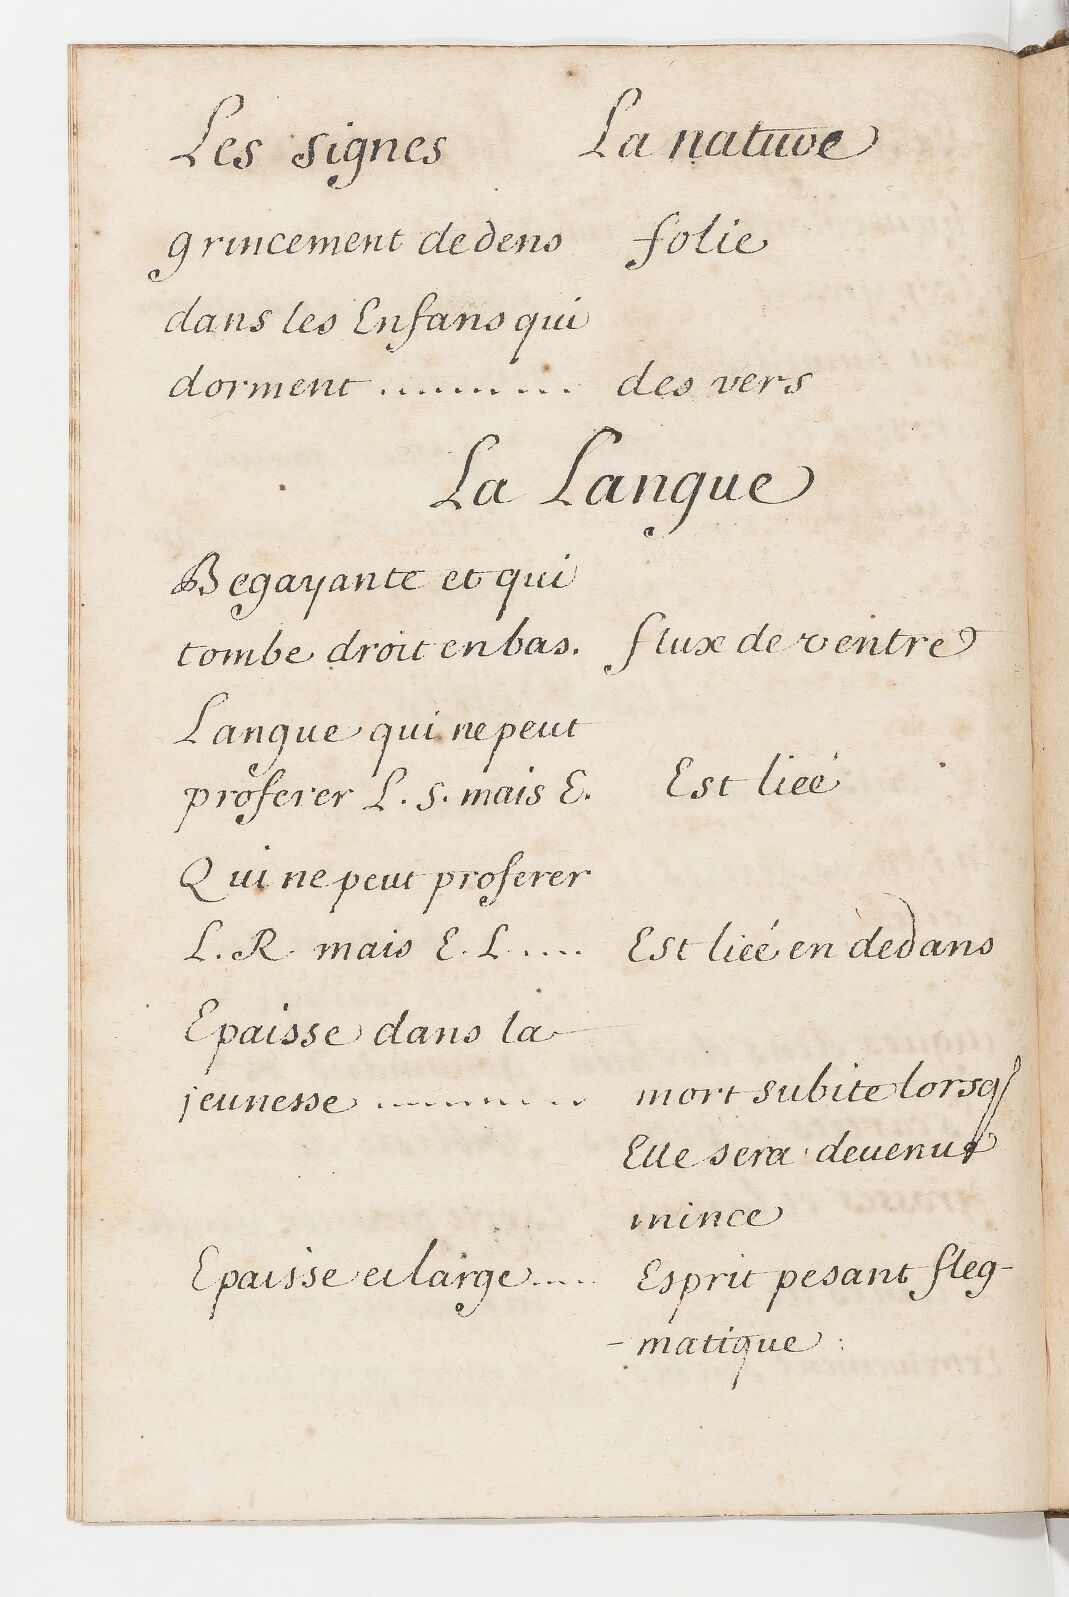 Les signes La nature
grincement de dens folie
dans les Enfans qui
dorment ......... des vers
La Langue
Begayante et qui
tombe droit en bas. flux de ventre
Langue qui ne peut
proferer L. S. mais E. Est lieé
Qui ne peut proferer
L. R. mais E. L .... Est lieé en dedans
Epaisse dans la
jeunesse ......... mort subite lorsq
Elle sera devenue
mince
Epaisse et large .... Esprit pesant fleg-
-matique :